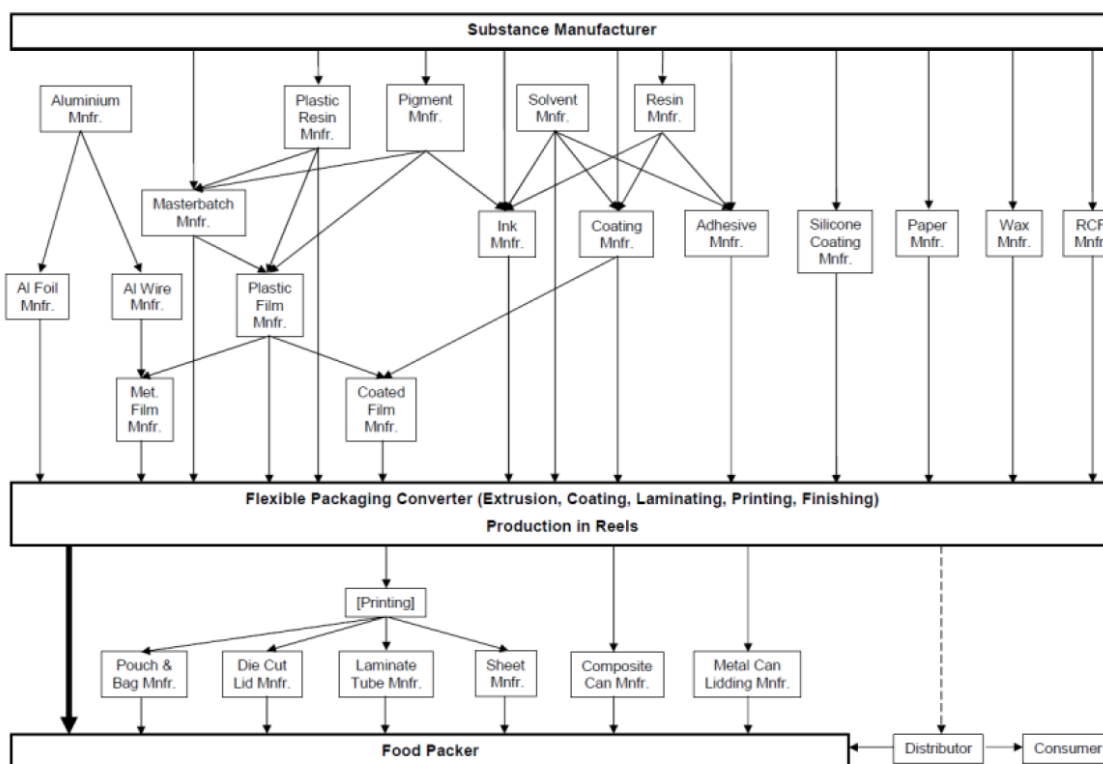 Substance Manufacturer
Aluminium
Mnfr.
Plastic
Resin
Mnfr.
Pigment
Mnfr.
Solvent
Mnfr.
Resin
Mnfr.
Masterbatch
Mnfr.
Ink
Mnfr.
Coating
Mnfr.
Adhesive
Mnfr.
Silicone
Coating
Mnfr.
Paper
Mnfr.
Wax
Mnfr.
RCF
Mnfr
Al Foil
Mnfr.
Al Wire
Mnfr.
Plastic
Film
Mnfr.
Met.
Film
Mnfr.
Coated
Film
Mnfr.
Flexible Packaging Converter (Extrusion, Coating, Laminating, Printing, Finishing)
Production in Reels
[Printing]
Pouch &
Bag Mnfr.
Die Cut
Lid Mnfr.
Laminate
Tube Mnfr.
Sheet
Mnfr.
Composite
Can Mnfr.
Metal Can
Lidding Mnfr.
Food Packer
Distributor
Consumer